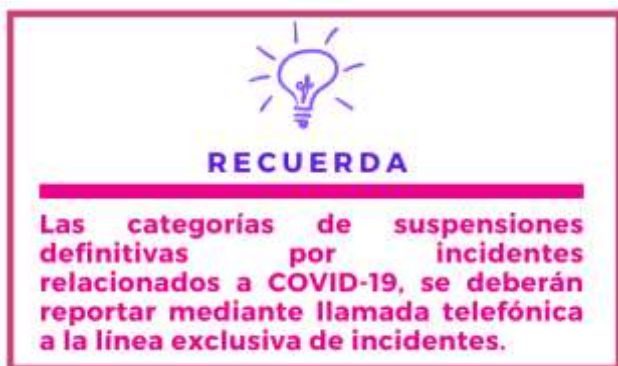 RECUERDA
Las categorías de suspensiones
definitivas por incidentes
relacionados a COVID-19, se deberán
reportar mediante llamada telefónica
a la línea exclusiva de incidentes.